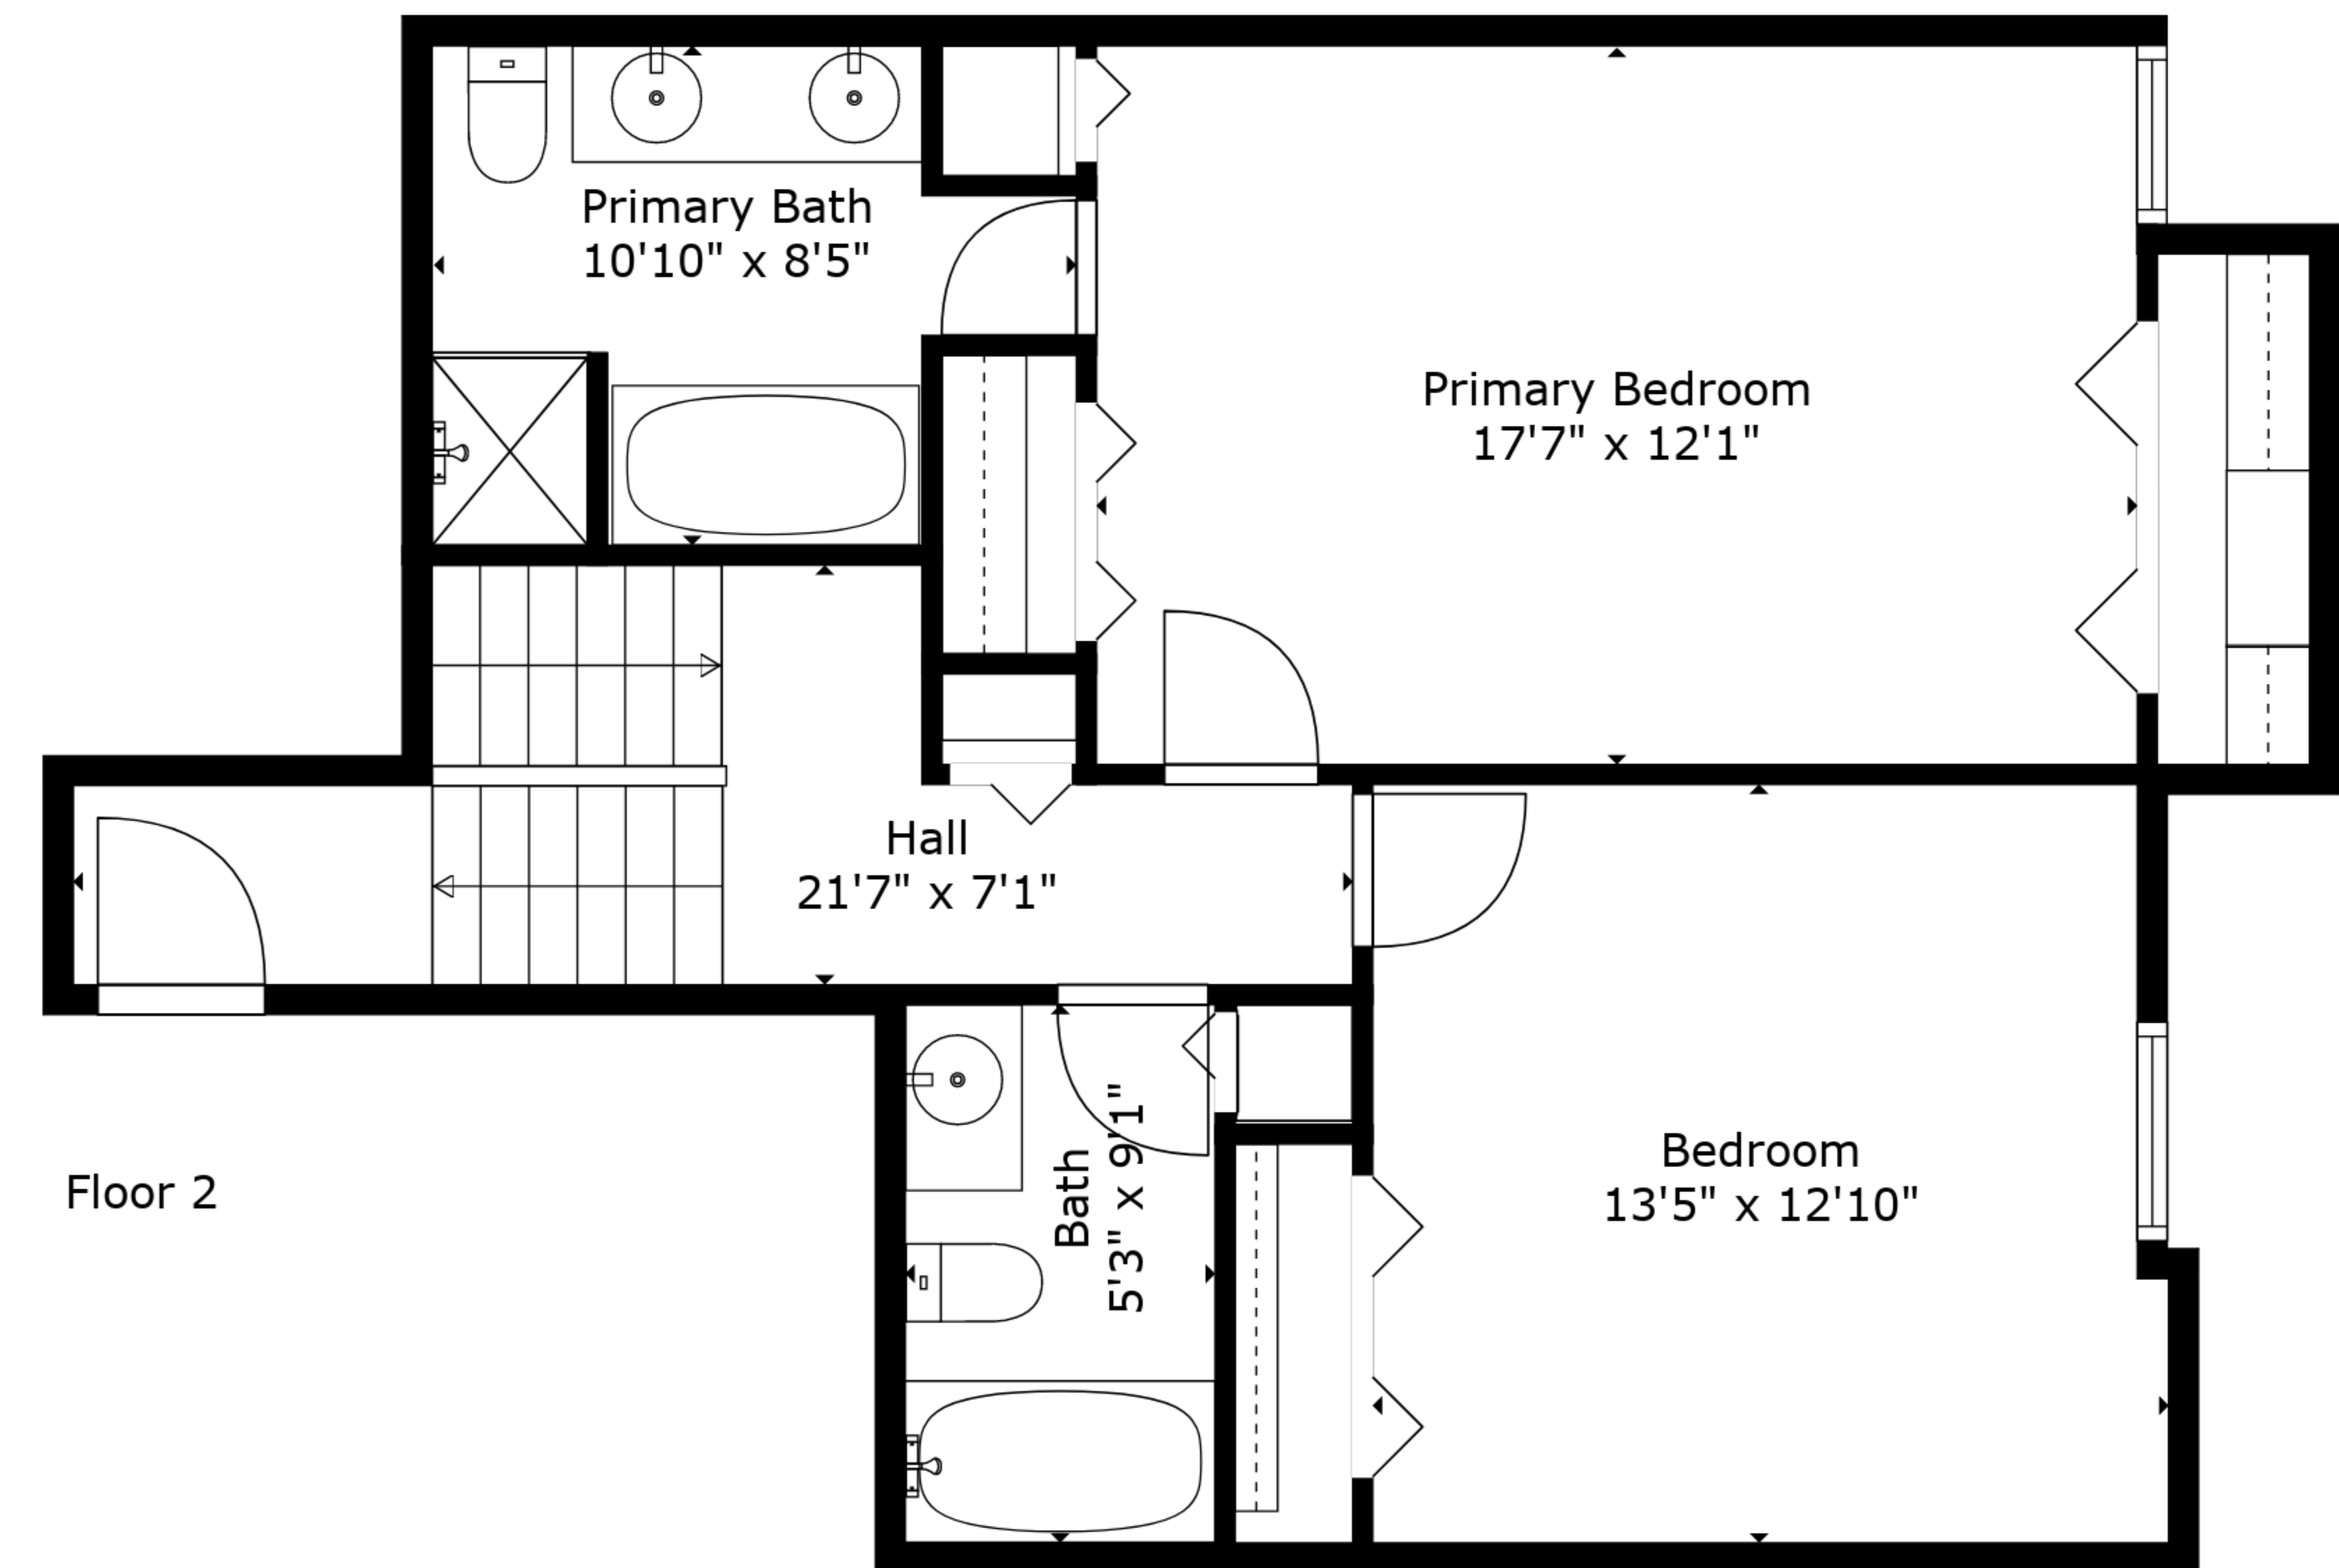 Primary Bath
10'10" x 8'5"
Primary Bedroom
17'7" x 12'1"
Hall
21'7" x 7'1"
Bath
5'3" x 9'1"
Bedroom
13'5" x 12'10"
Floor 2